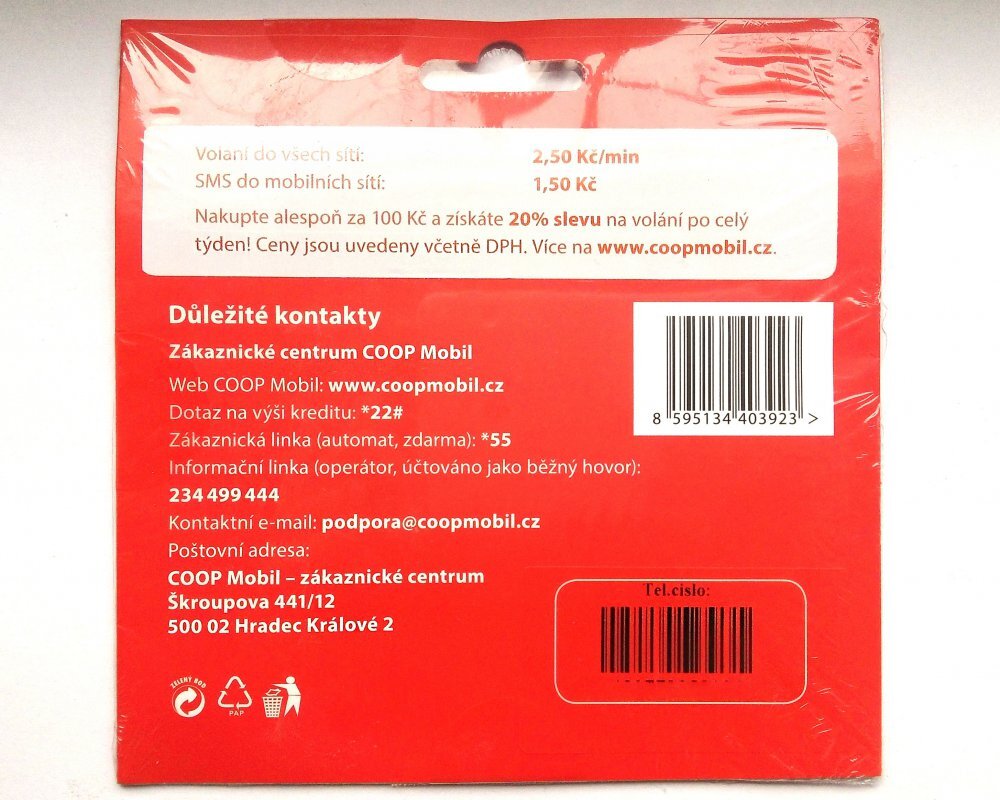 Volaní do všech sítí: 2,50 Kč/min
SMS do mobilních sítí: 1,50 Kč
Nakupte alespoň za 100 Kč a získáte 20% slevu na volání po celý
týden! Ceny jsou uvedeny včetně DPH. Více na www.coopmobil.cz.
Důležité kontakty
Zákaznické centrum COOP Mobil
Web COOP Mobil: www.coopmobil.cz
Dotaz na výši kreditu: *22#
Zákaznická linka (automat, zdarma): *55
Informační linka (operátor, účtováno jako běžný hovor):
234 499 444
Kontaktní e-mail: podpora@coopmobil.cz
Poštovní adresa:
COOP Mobil – zákaznické centrum
Škroupova 441/12
500 02 Hradec Králové 2
8 595134 403923 >
Tel.cislo:
ZELENÝ BOD
PAP